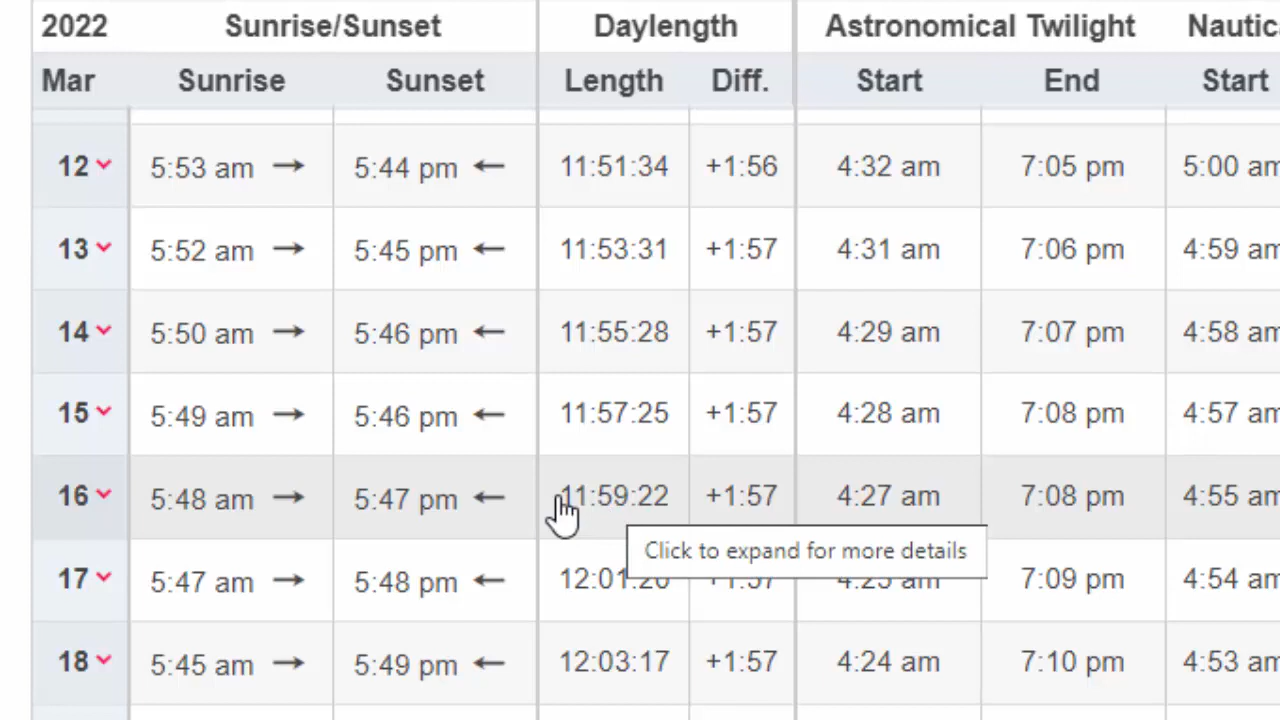 2022 Sunrise/Sunset Daylength Astronomical Twilight
Mar Sunrise Sunset Length Diff. Start End Start
12 5:53 am → 5:44 pm ← 11:51:34 +1:56 4:32 am 7:05 pm 5:00 am
13 5:52 am → 5:45 pm ← 11:53:31 +1:57 4:31 am 7:06 pm 4:59 am
14 5:50 am → 5:46 pm ← 11:55:28 +1:57 4:29 am 7:07 pm 4:58 am
15 5:49 am → 5:46 pm ← 11:57:25 +1:57 4:28 am 7:08 pm 4:57 am
16 5:48 am → 5:47 pm ← 11:59:22 +1:57 4:27 am 7:08 pm 4:55 am
Click to expand for more details
17 5:47 am → 5:48 pm ← 12:01:20 +1:57 4:25 am 7:09 pm 4:54 am
18 5:45 am → 5:49 pm ← 12:03:17 +1:57 4:24 am 7:10 pm 4:53 am